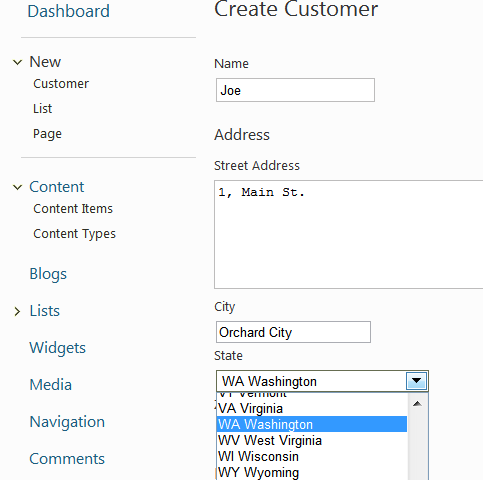 Dashboard
New
Customer
List
Page
Content
Content Items
Content Types
Blogs
Lists
Widgets
Media
Navigation
Comments
Create Customer
Name
Joe
Address
Street Address
1, Main St.
City
Orchard City
State
WA Washington
VT Vermont
VA Virginia
WA Washington
WV West Virginia
WI Wisconsin
WY Wyoming